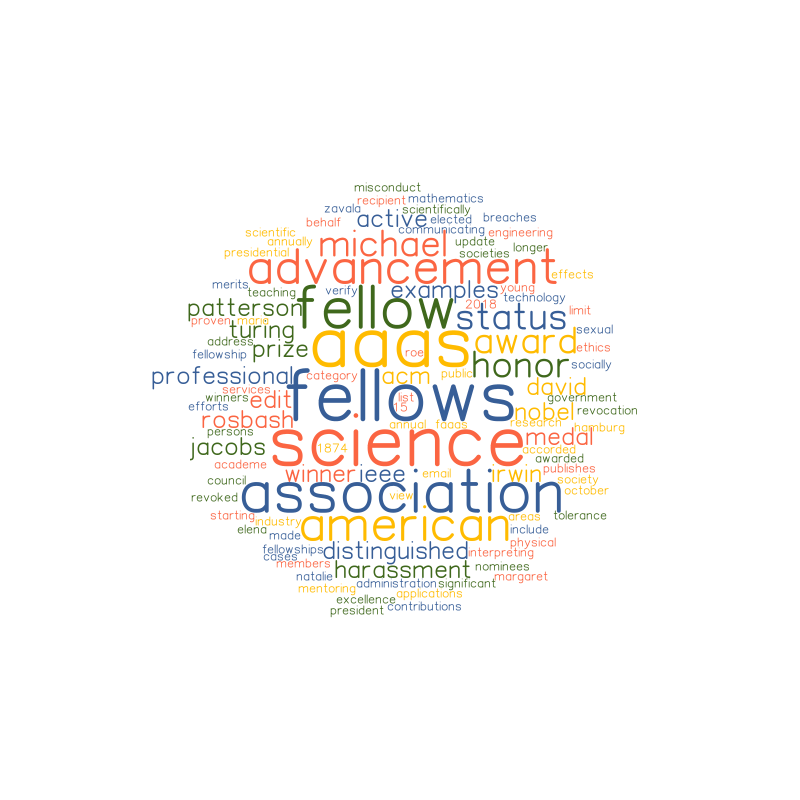 misconduct
recipient mathematics
zavala scientifically
behalf active elected breaches
scientific communicating engineering
annually michael update longer
presidential societies
advancement effects
merits verify examples young
teaching technology
patterson fellow 2018 limit
proven mario status
turing sexual
address aaas award ethics
fellowship prize roe honor socially
professional category acm public
services david
winners edit fellows list government
efforts 15 nobel revocation
rosbash annual faaas research hamburg
persons science medal
jacobs 1874 accorded
academe awarded
winner ieee email irwin publishes
council society
revoked association view october
starting industry american areas tolerance
elena made include
fellowships distinguished physical
cases interpreting
members harassment nominees
natalie administration significant margaret
mentoring applications
excellence
president contributions